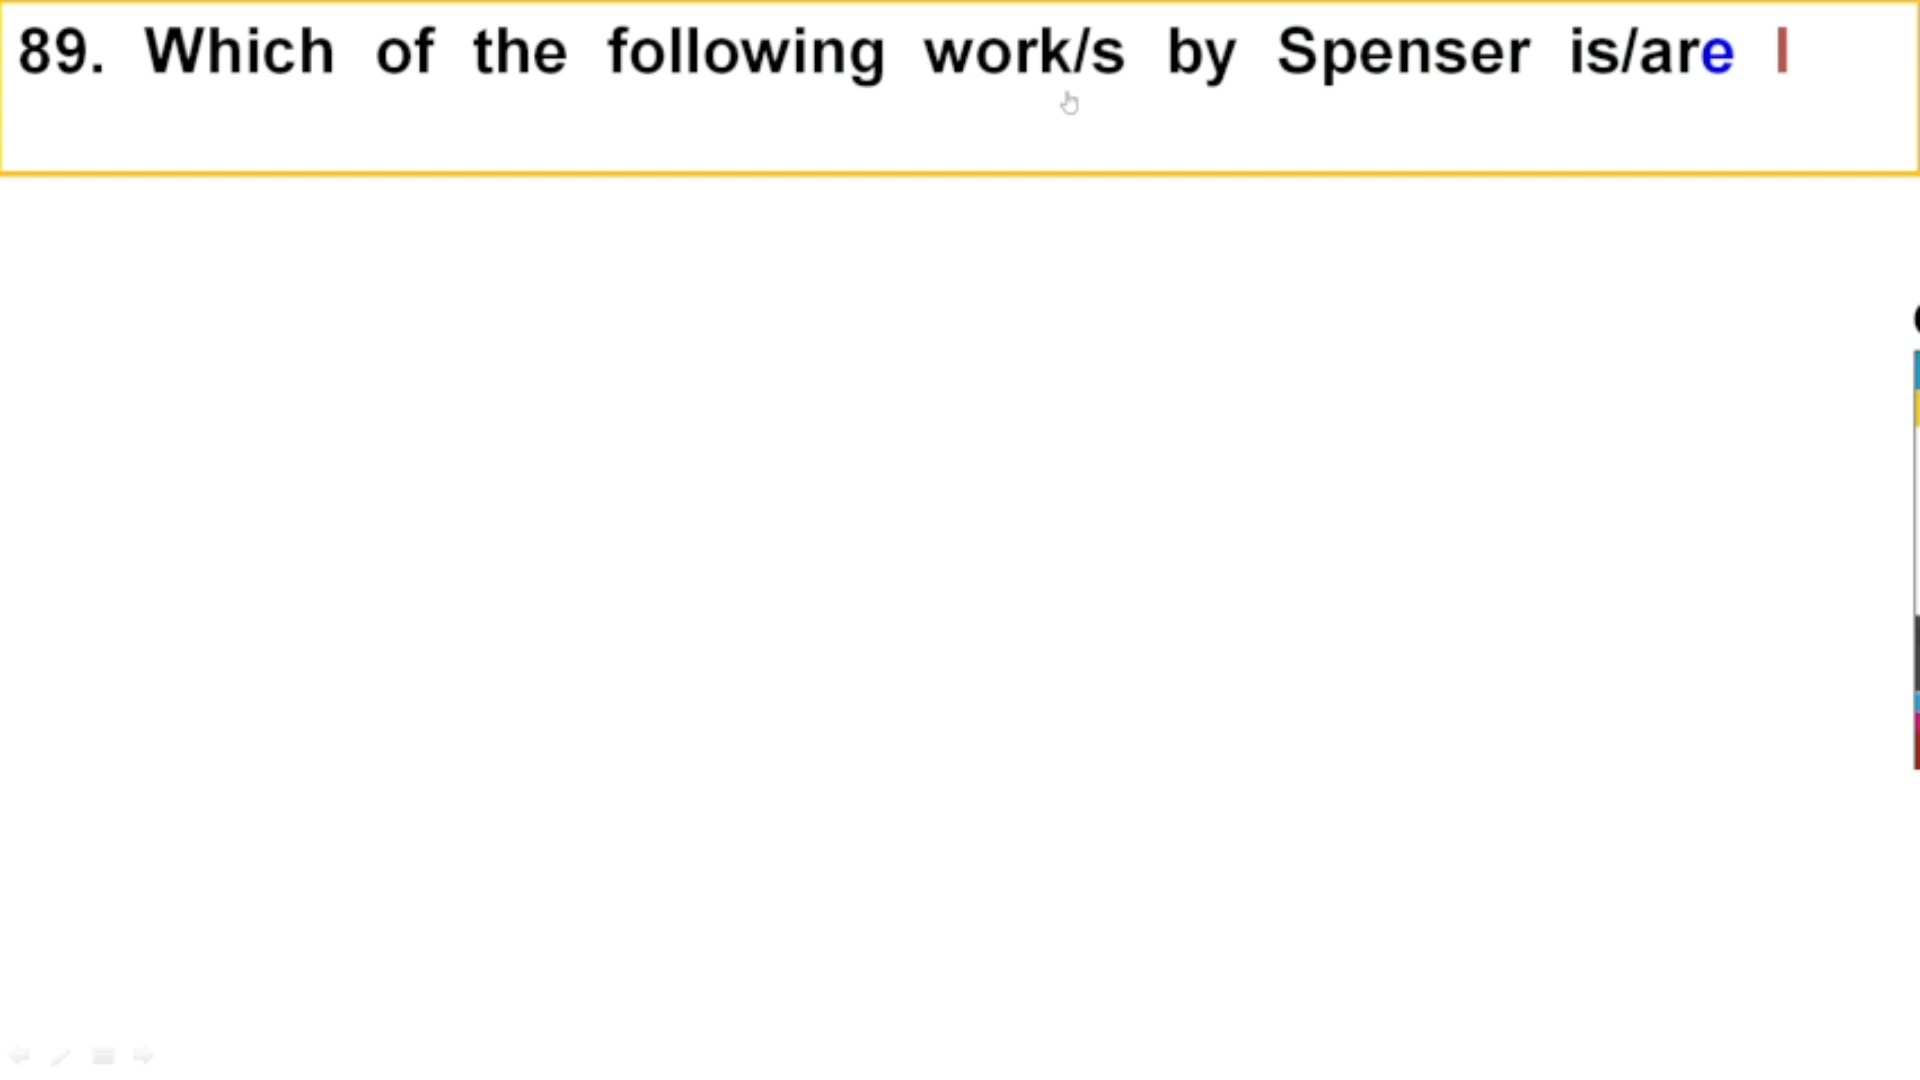 89. Which of the following work/s by Spenser is/are